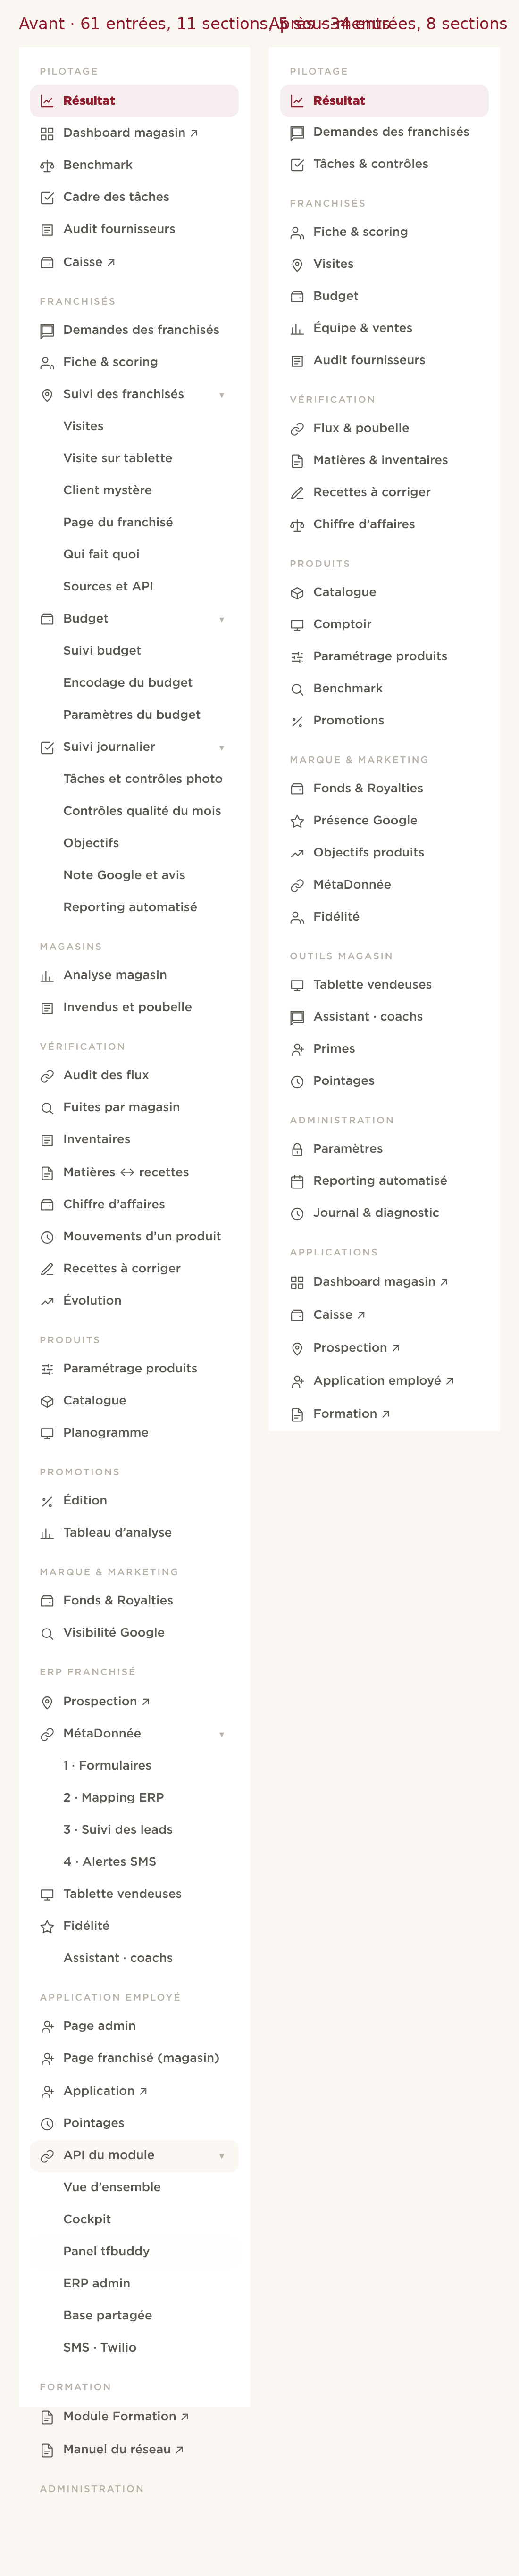 Avant · 61 entrées, 11 sections, 5 sous-menus
Après · 34 entrées, 8 sections
PILOTAGE
Résultat
Dashboard magasin ↗
Benchmark
Cadre des tâches
Audit fournisseurs
Caisse ↗
FRANCHISÉS
Demandes des franchisés
Fiche & scoring
Suivi des franchisés ▾
Visites
Visite sur tablette
Client mystère
Page du franchisé
Qui fait quoi
Sources et API
Budget ▾
Suivi budget
Encodage du budget
Paramètres du budget
Suivi journalier ▾
Tâches et contrôles photo
Contrôles qualité du mois
Objectifs
Note Google et avis
Reporting automatisé
MAGASINS
Analyse magasin
Invendus et poubelle
VÉRIFICATION
Audit des flux
Fuites par magasin
Inventaires
Matières ↔ recettes
Chiffre d’affaires
Mouvements d’un produit
Recettes à corriger
Évolution
PRODUITS
Paramétrage produits
Catalogue
Planogramme
PROMOTIONS
Édition
Tableau d’analyse
MARQUE & MARKETING
Fonds & Royalties
Visibilité Google
ERP FRANCHISÉ
Prospection ↗
MétaDonnée ▾
1 · Formulaires
2 · Mapping ERP
3 · Suivi des leads
4 · Alertes SMS
Tablette vendeuses
Fidélité
Assistant · coachs
APPLICATION EMPLOYÉ
Page admin
Page franchisé (magasin)
Application ↗
Pointages
API du module ▾
Vue d’ensemble
Cockpit
Panel tfbuddy
ERP admin
Base partagée
SMS · Twilio
FORMATION
Module Formation ↗
Manuel du réseau ↗
ADMINISTRATION
PILOTAGE
Résultat
Demandes des franchisés
Tâches & contrôles
FRANCHISÉS
Fiche & scoring
Visites
Budget
Équipe & ventes
Audit fournisseurs
VÉRIFICATION
Flux & poubelle
Matières & inventaires
Recettes à corriger
Chiffre d’affaires
PRODUITS
Catalogue
Comptoir
Paramétrage produits
Benchmark
Promotions
MARQUE & MARKETING
Fonds & Royalties
Présence Google
Objectifs produits
MétaDonnée
Fidélité
OUTILS MAGASIN
Tablette vendeuses
Assistant · coachs
Primes
Pointages
ADMINISTRATION
Paramètres
Reporting automatisé
Journal & diagnostic
APPLICATIONS
Dashboard magasin ↗
Caisse ↗
Prospection ↗
Application employé ↗
Formation ↗